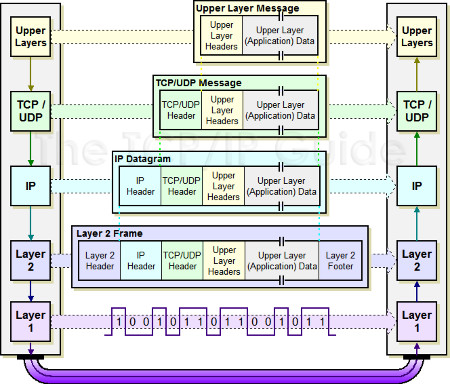 Upper Layer Message
Upper
Layers
Upper
Layer
Headers
Upper Layer
(Application) Data
Upper
Layers
TCP/UDP Message
TCP /
UDP
TCP/UDP
Header
Upper
Layer
Headers
Upper Layer
(Application) Data
TCP /
UDP
The TCP/IP Guide
IP Datagram
IP
IP
Header
TCP/UDP
Header
Upper
Layer
Headers
Upper Layer
(Application) Data
IP
Layer 2 Frame
Layer
2
Layer 2
Header
IP
Header
TCP/UDP
Header
Upper
Layer
Headers
Upper Layer
(Application) Data
Layer 2
Footer
Layer
2
Layer
1
1 0 0 1 0 1 1 0 1 1 0 0 1 0 1 1
Layer
1